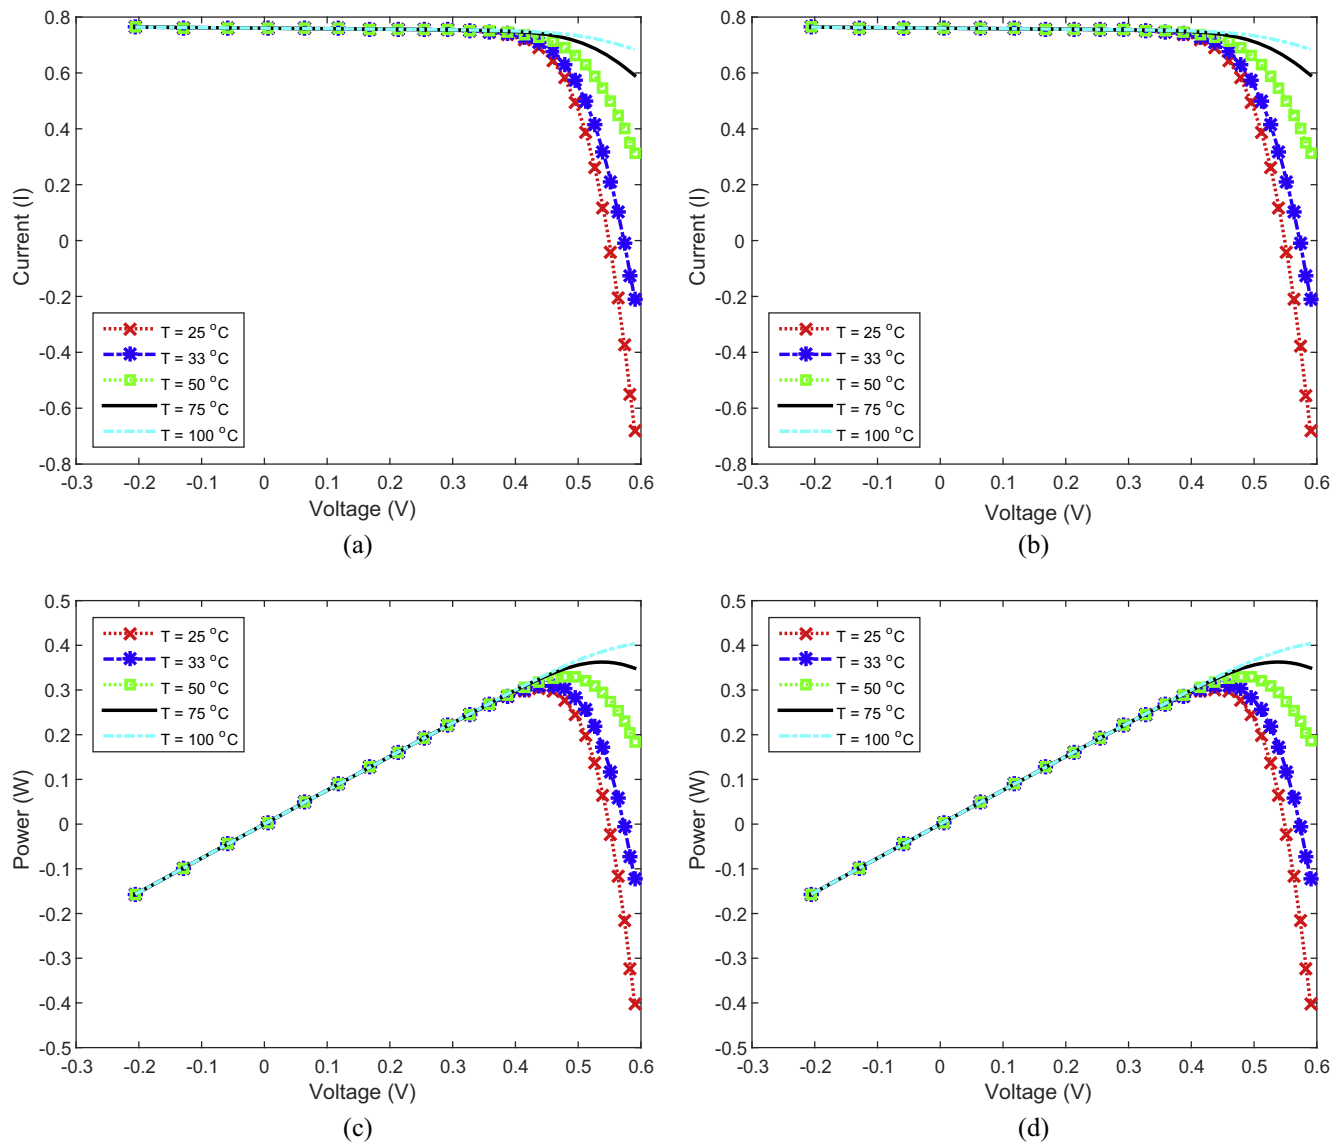 0.8
0.6
0.4
0.2
0
-0.2
-0.4
-0.6
-0.8
Current (I)
T = 25 °C
T = 33 °C
T = 50 °C
T = 75 °C
T = 100 °C
-0.3 -0.2 -0.1 0 0.1 0.2 0.3 0.4 0.5 0.6
Voltage (V)
(a)
0.8
0.6
0.4
0.2
0
-0.2
-0.4
-0.6
-0.8
Current (I)
T = 25 °C
T = 33 °C
T = 50 °C
T = 75 °C
T = 100 °C
-0.3 -0.2 -0.1 0 0.1 0.2 0.3 0.4 0.5 0.6
Voltage (V)
(b)
0.5
0.4
0.3
0.2
0.1
0
-0.1
-0.2
-0.3
-0.4
-0.5
Power (W)
T = 25 °C
T = 33 °C
T = 50 °C
T = 75 °C
T = 100 °C
-0.3 -0.2 -0.1 0 0.1 0.2 0.3 0.4 0.5 0.6
Voltage (V)
(c)
0.5
0.4
0.3
0.2
0.1
0
-0.1
-0.2
-0.3
-0.4
-0.5
Power (W)
T = 25 °C
T = 33 °C
T = 50 °C
T = 75 °C
T = 100 °C
-0.3 -0.2 -0.1 0 0.1 0.2 0.3 0.4 0.5 0.6
Voltage (V)
(d)